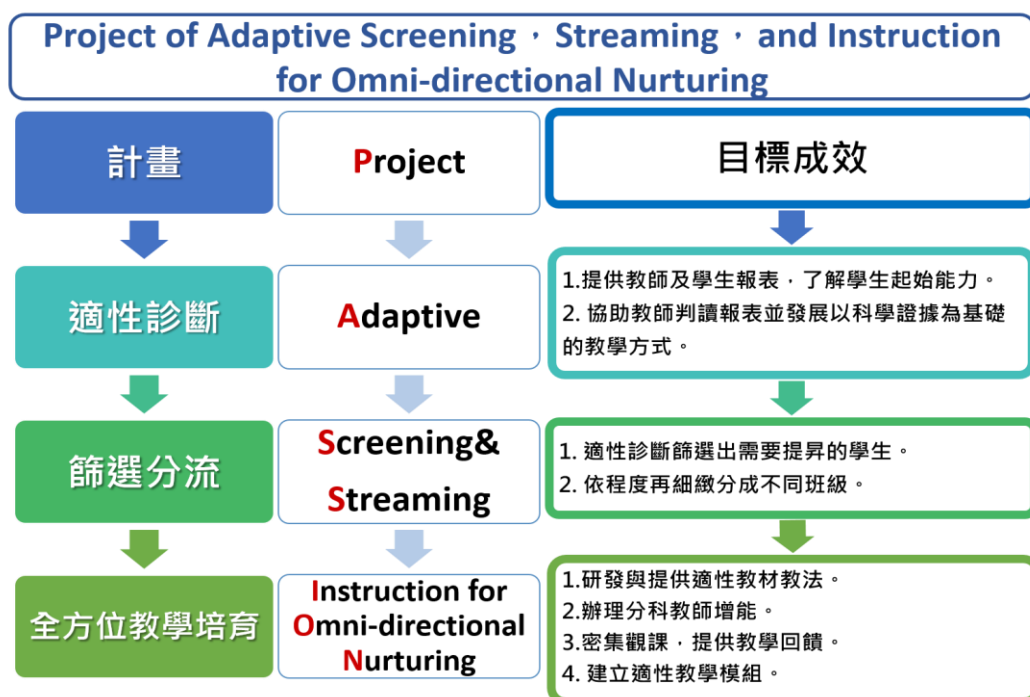 Project of Adaptive Screening，Streaming，and Instruction
for Omni-directional Nurturing
計畫
Project
目標成效
適性診斷
Adaptive
1.提供教師及學生報表，了解學生起始能力。
2. 協助教師判讀報表並發展以科學證據為基礎
的教學方式。
篩選分流
Screening&
Streaming
1. 適性診斷篩選出需要提昇的學生。
2. 依程度再細緻分成不同班級。
全方位教學培育
Instruction for
Omni-directional
Nurturing
1.研發與提供適性教材教法。
2.辦理分科教師增能。
3.密集觀課，提供教學回饋。
4. 建立適性教學模組。